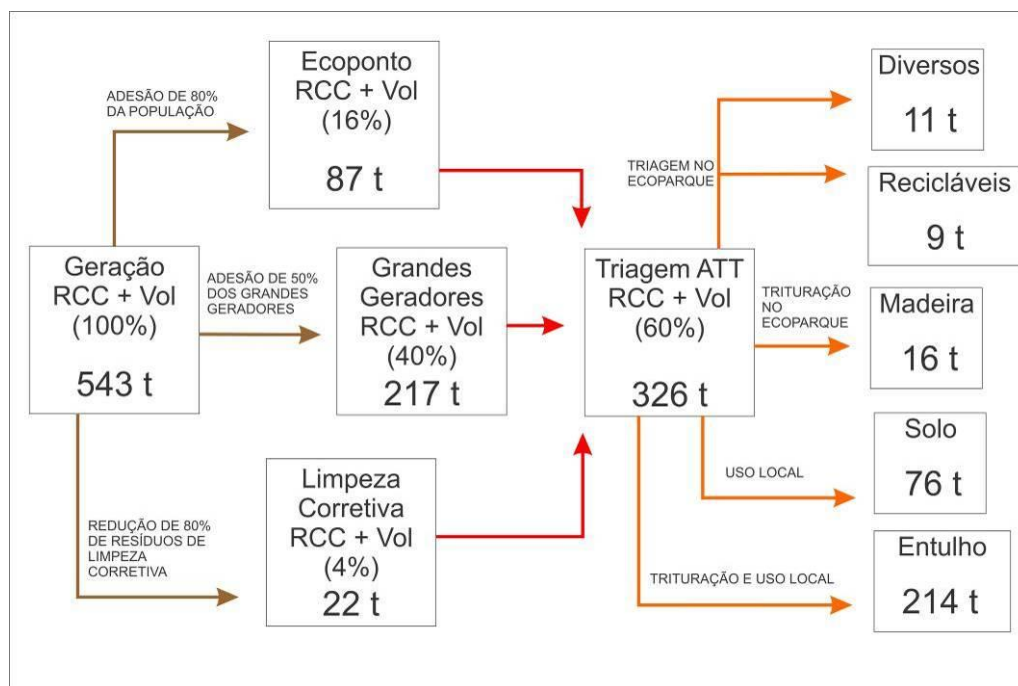 ADESÃO DE 80%
DA POPULAÇÃO
Ecoponto
RCC + Vol
(16%)
87 t
Geração
RCC + Vol
(100%)
543 t
ADESÃO DE 50%
DOS GRANDES
GERADORES
Grandes
Geradores
RCC + Vol
(40%)
217 t
REDUÇÃO DE 80%
DE RESÍDUOS DE
LIMPEZA
CORRETIVA
Limpeza
Corretiva
RCC + Vol
(4%)
22 t
Triagem ATT
RCC + Vol
(60%)
326 t
TRIAGEM NO
ECOPARQUE
Diversos
11 t
Recicláveis
9 t
TRITURAÇÃO
NO
ECOPARQUE
Madeira
16 t
USO LOCAL
Solo
76 t
TRITURAÇÃO E USO LOCAL
Entulho
214 t